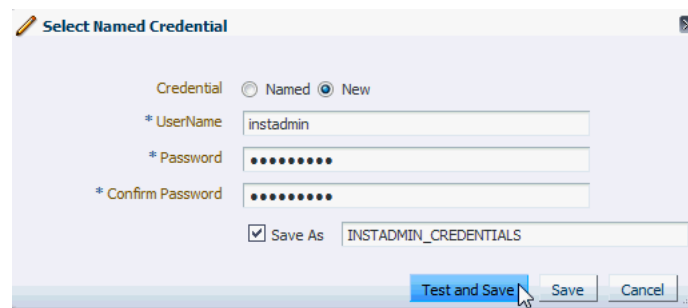 Select Named Credential
Credential Named New
* UserName instadmin
* Password •••••••••
* Confirm Password •••••••••
Save As INSTADMIN_CREDENTIALS
Test and Save Save Cancel